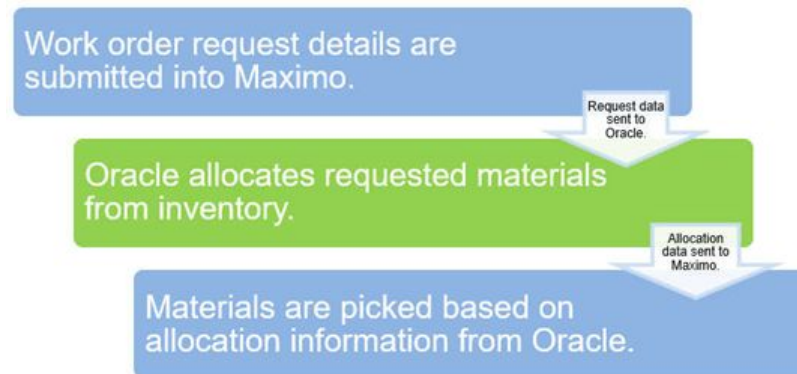 Work order request details are
submitted into Maximo.
Request data
sent to
Oracle.
Oracle allocates requested materials
from inventory.
Allocation
data sent to
Maximo.
Materials are picked based on
allocation information from Oracle.